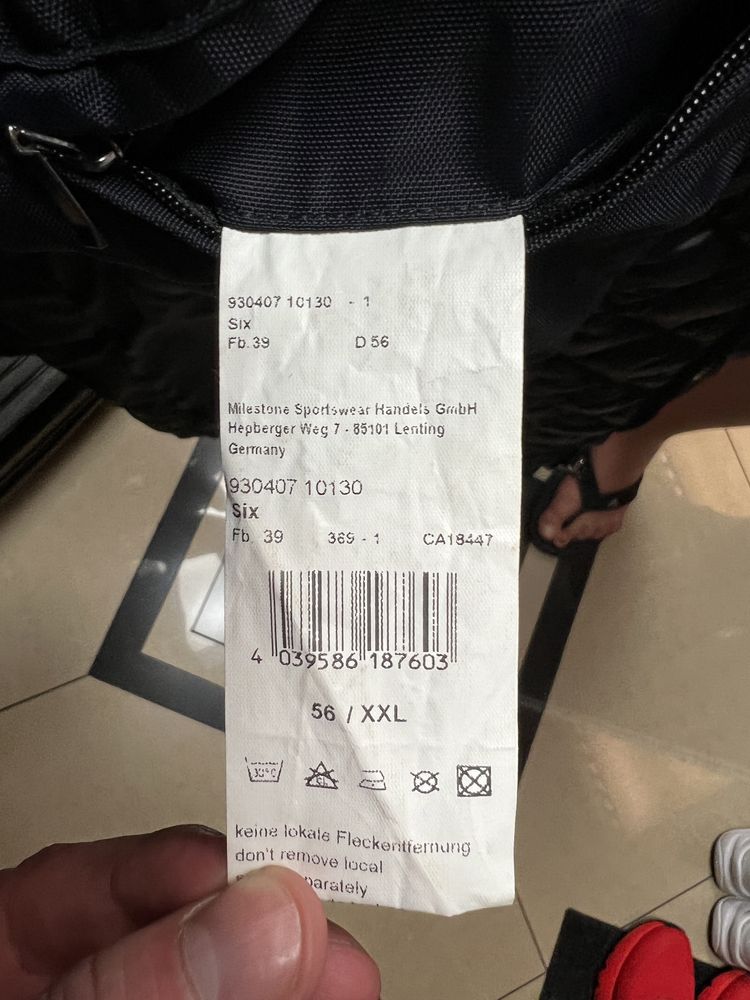 930407 10130 - 1
Six
Fb. 39 D 56
Milestone Sportswear Handels GmbH
Hepberger Weg 7 - 85101 Lenting
Germany
930407 10130
Six
Fb. 39 369 - 1 CA18447
4 039586 187603
56 / XXL
30°C CL
keine lokale Fleckentfernung
don't remove local